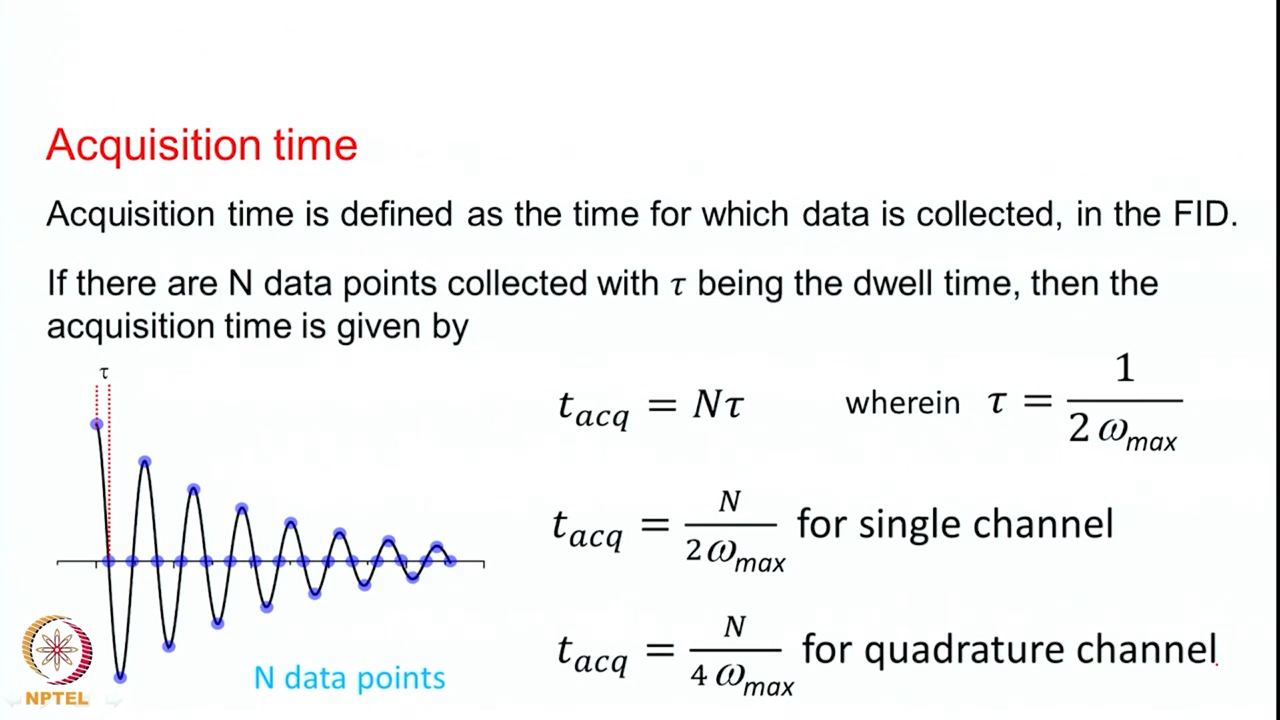 Acquisition time
Acquisition time is defined as the time for which data is collected, in the FID.
If there are N data points collected with τ being the dwell time, then the
acquisition time is given by
τ
t_acq = Nτ wherein τ = 1 / 2 ω_max
t_acq = N / 2 ω_max for single channel
t_acq = N / 4 ω_max for quadrature channel
N data points
NPTEL